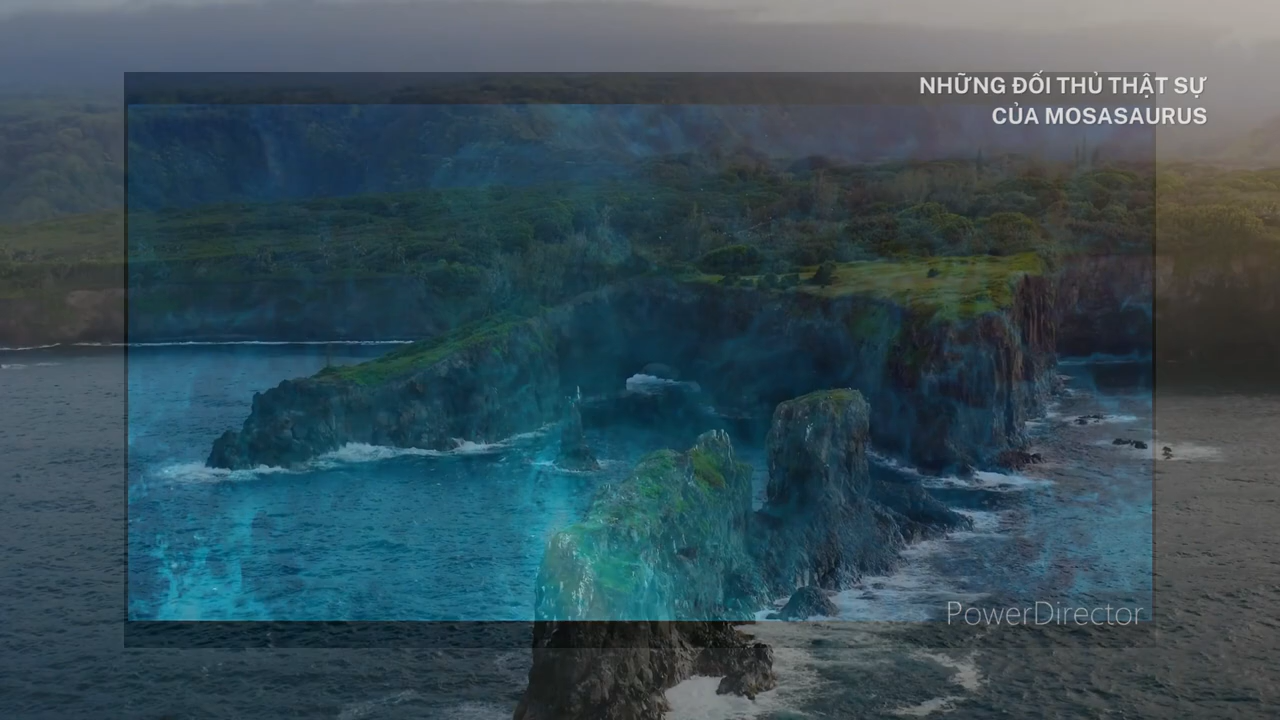 NHỮNG ĐỐI THỦ THẬT SỰ
CỦA MOSASAURUS
PowerDirector